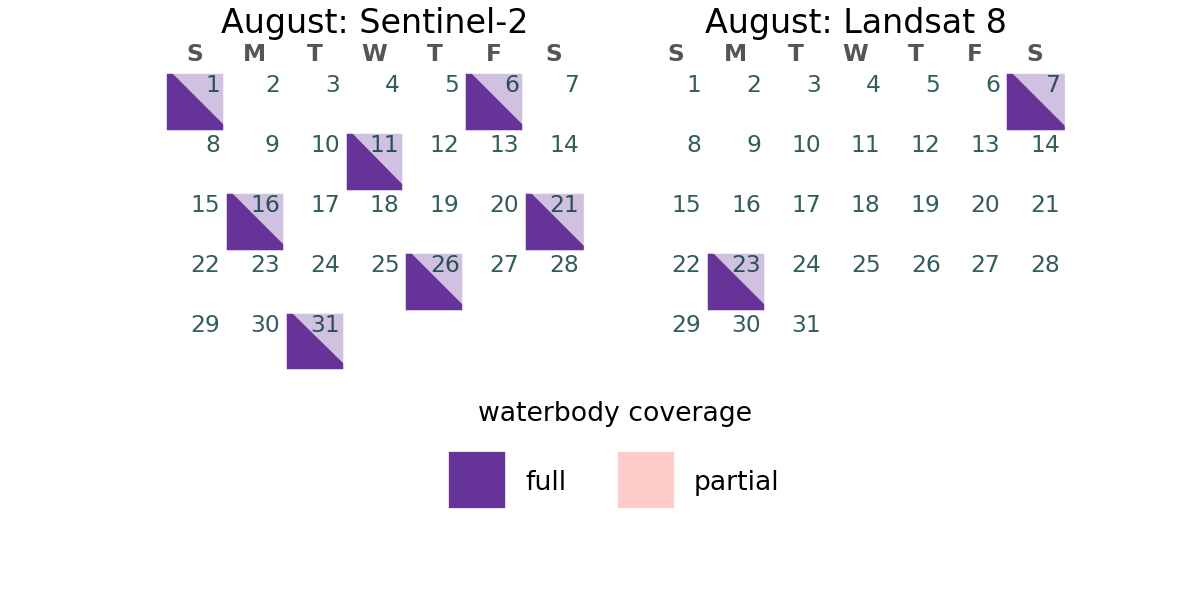 August: Sentinel-2
S M T W T F S
1 2 3 4 5 6 7
8 9 10 11 12 13 14
15 16 17 18 19 20 21
22 23 24 25 26 27 28
29 30 31
August: Landsat 8
S M T W T F S
1 2 3 4 5 6 7
8 9 10 11 12 13 14
15 16 17 18 19 20 21
22 23 24 25 26 27 28
29 30 31
waterbody coverage
full partial